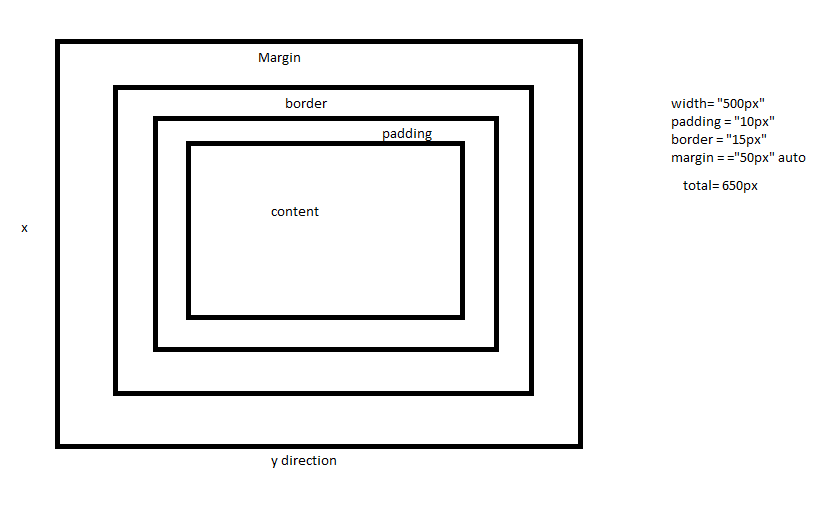 Margin
border
padding
content
x
y direction
width= "500px"
padding = "10px"
border = "15px"
margin = ="50px" auto
total= 650px